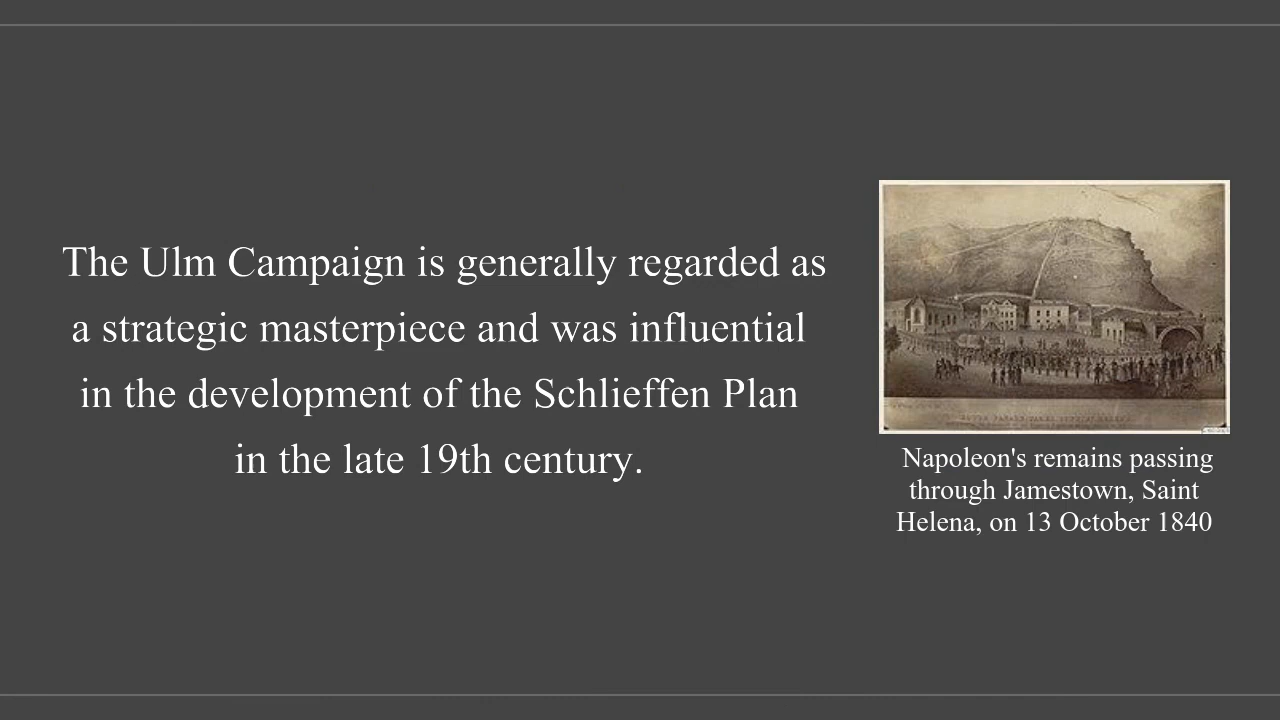 The Ulm Campaign is generally regarded as
a strategic masterpiece and was influential
in the development of the Schlieffen Plan
in the late 19th century.
Napoleon's remains passing
through Jamestown, Saint
Helena, on 13 October 1840